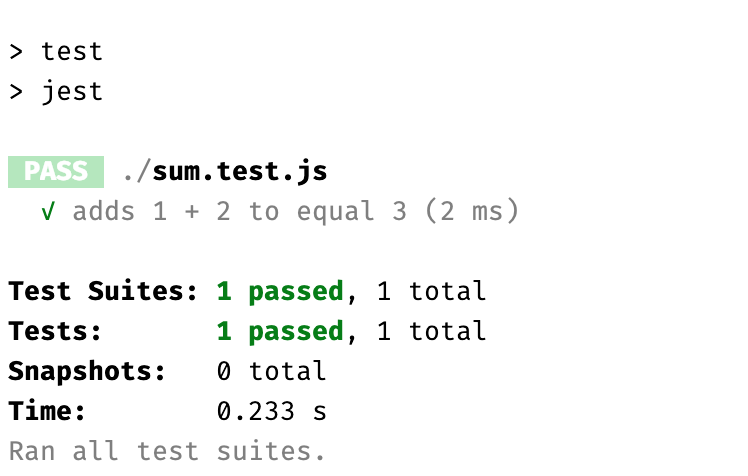 > test
> jest
PASS ./sum.test.js
√ adds 1 + 2 to equal 3 (2 ms)
Test Suites: 1 passed, 1 total
Tests: 1 passed, 1 total
Snapshots: 0 total
Time: 0.233 s
Ran all test suites.